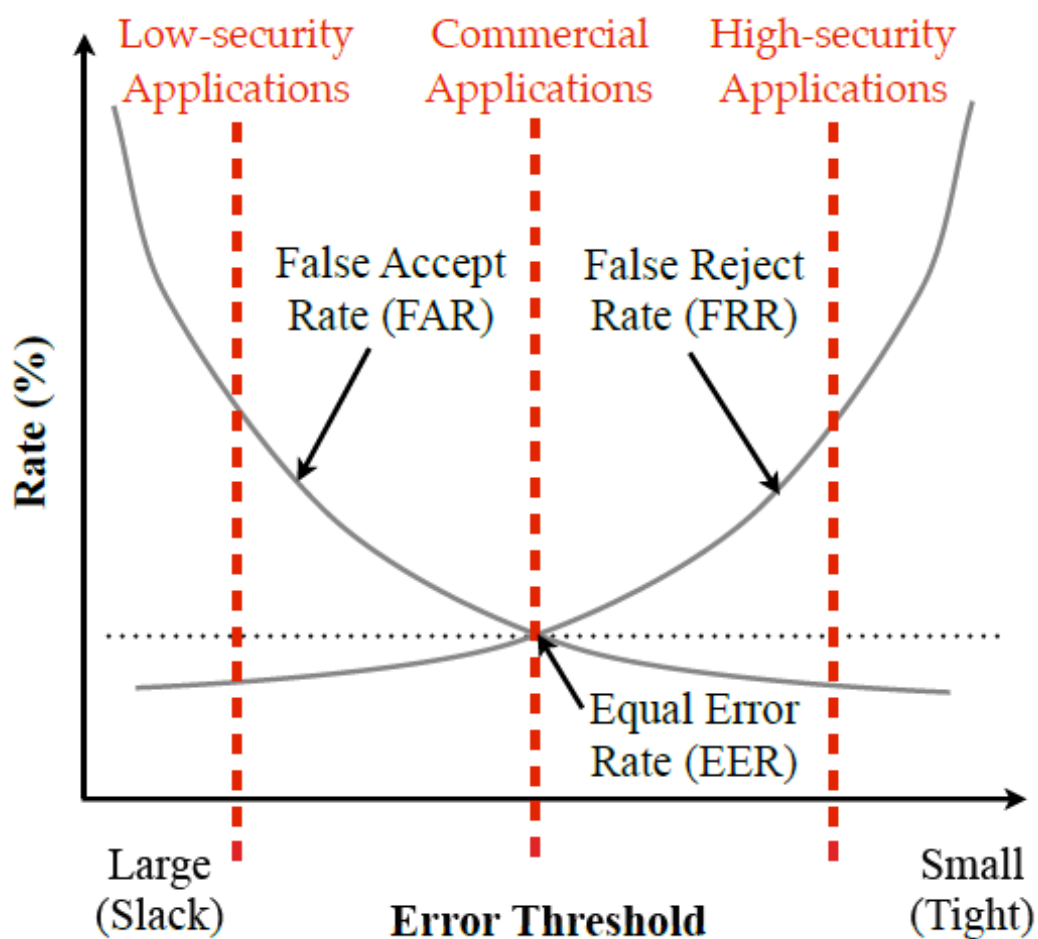 Low-security
Applications
Commercial
Applications
High-security
Applications
False Accept
Rate (FAR)
False Reject
Rate (FRR)
Rate (%)
Equal Error
Rate (EER)
Large
(Slack)
Error Threshold
Small
(Tight)